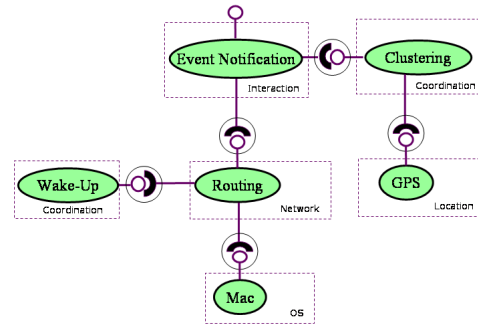 Event Notification
Clustering
Interaction
Coordination
Wake-Up
Routing
GPS
Coordination
Network
Location
Mac
OS